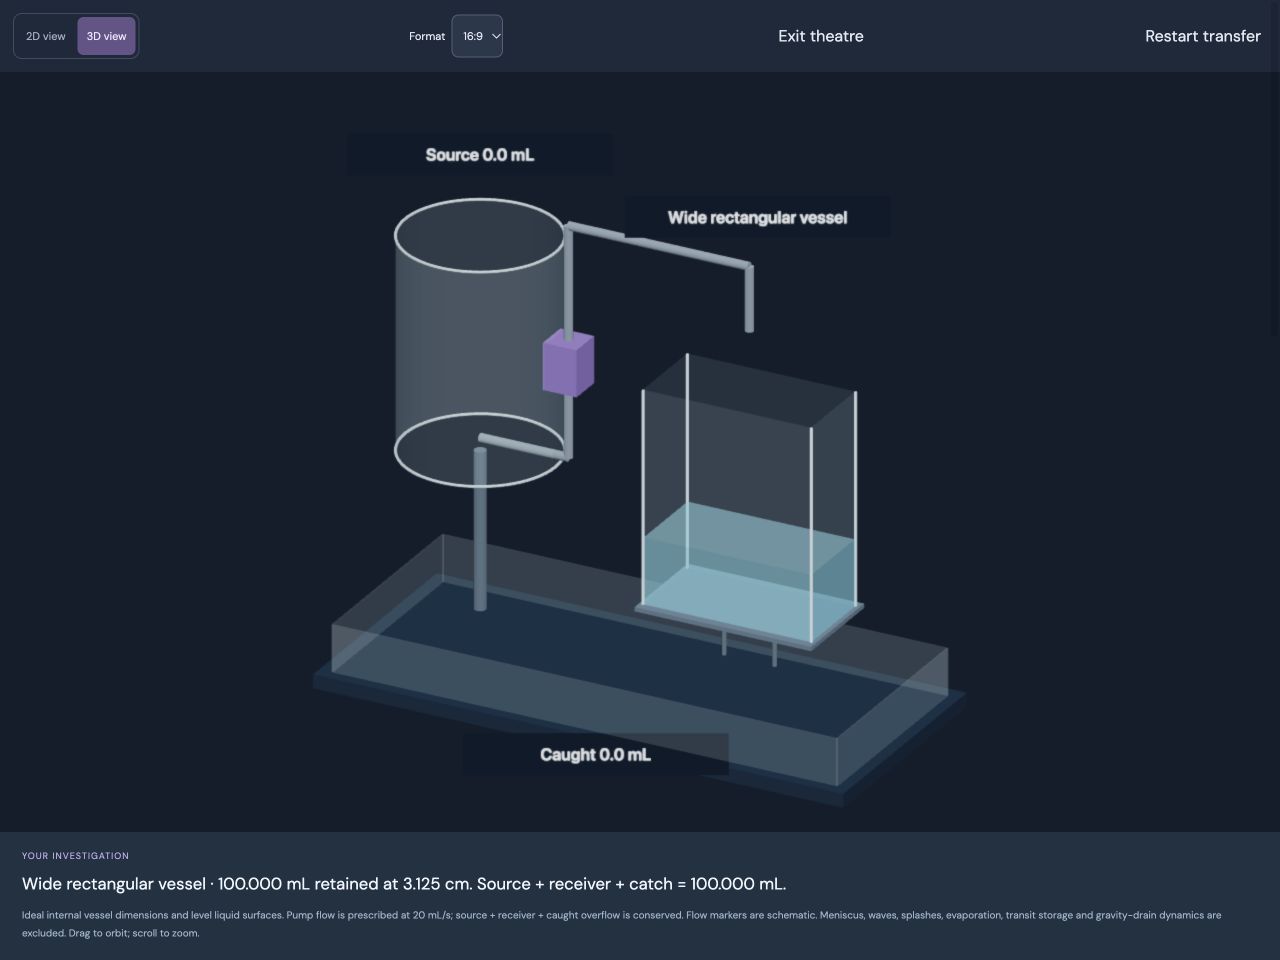 2D view
3D view
Format
16:9
Exit theatre
Restart transfer
Source 0.0 mL
Wide rectangular vessel
Caught 0.0 mL
YOUR INVESTIGATION
Wide rectangular vessel · 100.000 mL retained at 3.125 cm. Source + receiver + catch = 100.000 mL.
Ideal internal vessel dimensions and level liquid surfaces. Pump flow is prescribed at 20 mL/s; source + receiver + caught overflow is conserved. Flow markers are schematic. Meniscus, waves, splashes, evaporation, transit storage and gravity-drain dynamics are
excluded. Drag to orbit; scroll to zoom.